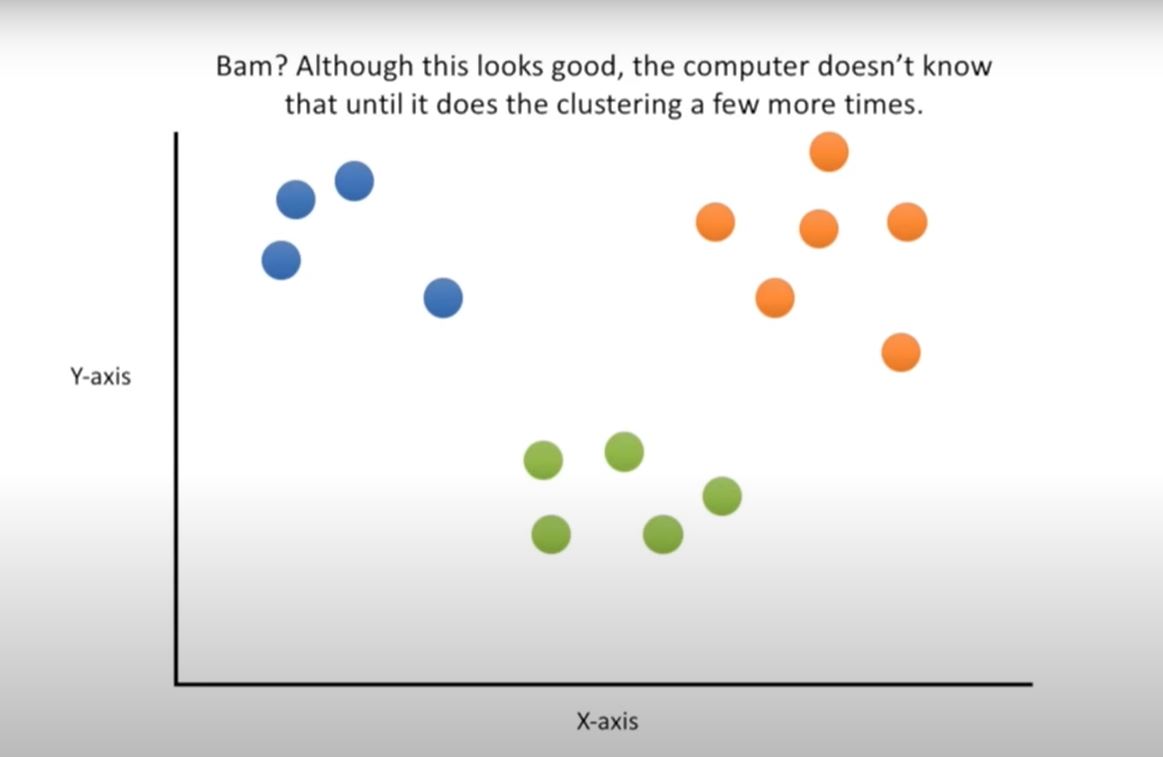 Bam? Although this looks good, the computer doesn’t know
that until it does the clustering a few more times.
Y-axis
X-axis